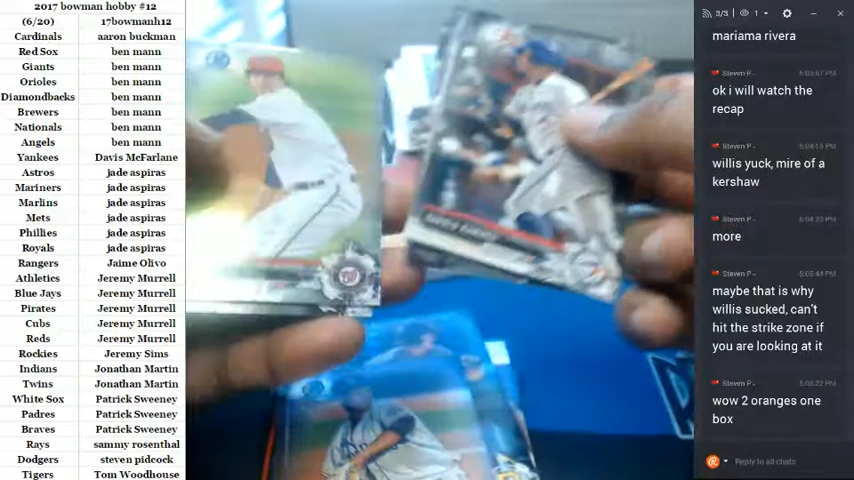 2017 bowman hobby #12
(6/20) 17bowmanh12
Cardinals aaron buckman
Red Sox ben mann
Giants ben mann
Orioles ben mann
Diamondbacks ben mann
Brewers ben mann
Nationals ben mann
Angels ben mann
Yankees Davis McFarlane
Astros jade aspiras
Mariners jade aspiras
Marlins jade aspiras
Mets jade aspiras
Phillies jade aspiras
Royals jade aspiras
Rangers Jaime Olivo
Athletics Jeremy Murrell
Blue Jays Jeremy Murrell
Pirates Jeremy Murrell
Cubs Jeremy Murrell
Reds Jeremy Murrell
Rockies Jeremy Sims
Indians Jonathan Martin
Twins Jonathan Martin
White Sox Patrick Sweeney
Padres Patrick Sweeney
Braves Patrick Sweeney
Rays sammy rosenthal
Dodgers steven pidcock
Tigers Tom Woodhouse
3/3 1
mariama rivera
Steven P. 5:03:57 PM
ok i will watch the
recap
Steven P. 5:04:15 PM
willis yuck, mire of a
kershaw
Steven P. 5:04:22 PM
more
Steven P. 5:05:44 PM
maybe that is why
willis sucked, can't
hit the strike zone if
you are looking at it
Steven P.
wow 2 oranges one
box
Reply to all chats